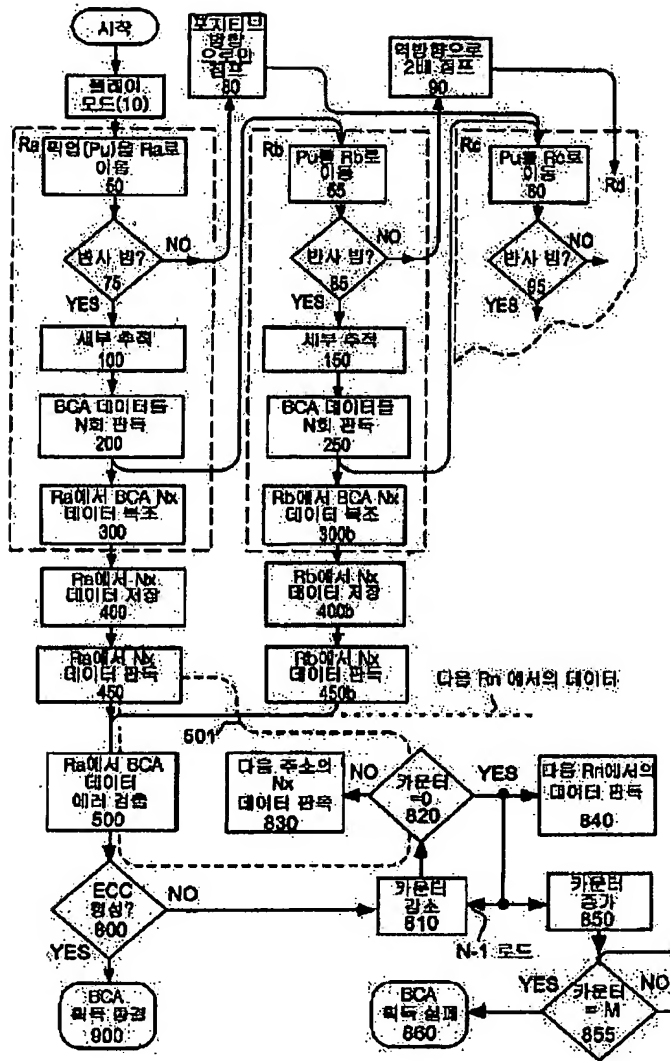 시작
플레이
모드(10)
포지티브
방향
으로만
점프
80
역방향으로
2배 점프
90
Ra
픽업(Pu)을 Ra로
이동
50
Rb
Pu를 Rb로
이동
55
Rc
Pu를 Rc로
이동
60
Rd
반사 빔?
75
NO
YES
반사 빔?
85
NO
YES
반사 빔?
95
NO
YES
세부 추적
100
세부 추적
150
BCA 데이터를
N회 판독
200
BCA 데이터를
N회 판독
250
Ra에서 BCA Nx
데이터 복조
300
Rb에서 BCA Nx
데이터 복조
300b
Ra에서 Nx
데이터 저장
400
Rb에서 Nx
데이터 저장
400b
Ra에서 Nx
데이터 판독
450
Rb에서 Nx
데이터 판독
450b
다음 Rn 에서의 데이터
501
Ra에서 BCA
데이터
에러 검출
500
다음 주소의
Nx
데이터 판독
830
NO
카운터
=0
820
YES
다음 Rn에서의
데이터 판독
840
ECC
형성?
800
NO
YES
카운터
감소
810
N-1 로드
카운터
증가
850
BCA
획득 종결
900
BCA
획득 실패
860
YES
카운터
= M
855
NO